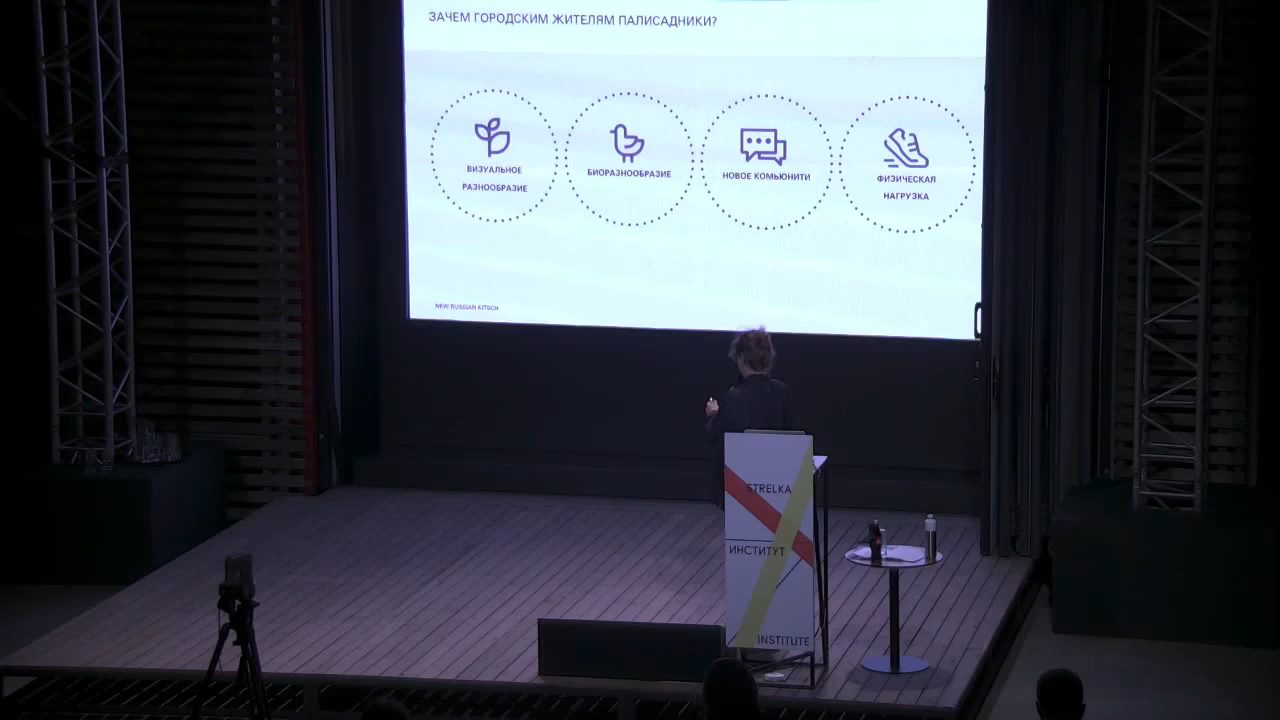 ЗАЧЕМ ГОРОДСКИМ ЖИТЕЛЯМ ПАЛИСАДНИКИ?
ВИЗУАЛЬНОЕ
РАЗНООБРАЗИЕ
БИОРАЗНООБРАЗИЕ
НОВОЕ КОМЬЮНИТИ
ФИЗИЧЕСКАЯ
НАГРУЗКА
NEW RUSSIAN KITSCH
STRELKA
ИНСТИТУТ
INSTITUTE